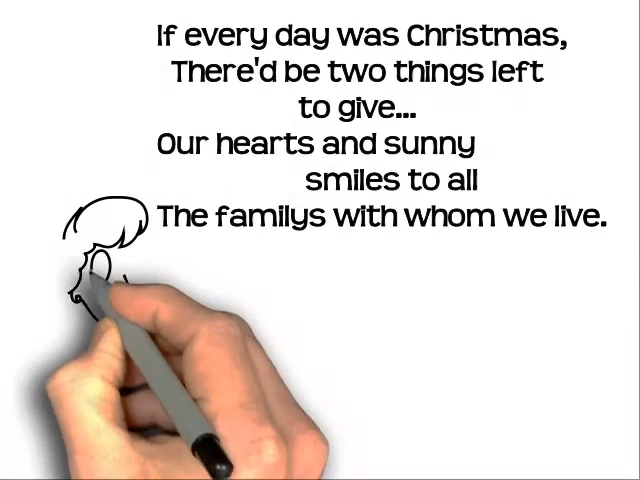 If every day was Christmas,
There'd be two things left
to give...
Our hearts and sunny
smiles to all
The familys with whom we live.